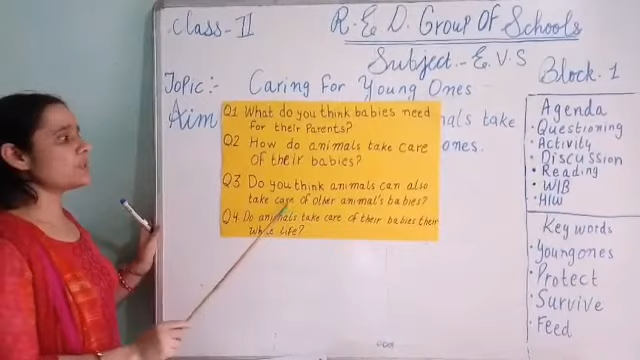 Class-II
R.E.D. Group Of Schools
Subject.- E.V.S
Block-1
Topic:- Caring For Young Ones
Aim
als take
ones.
Q1 What do you think babies need
for their Parents?
Q2 How do animals take care
of their babies?
Q3 Do you think animals can also
take care of other animal's babies?
Q4. Do animals take care of their babies their
whole life?
Agenda
• Questioning
• Activity
• Discussion
• Reading
• W/B
• H/W
Key words
• Youngones
• Protect
• Survive
• Feed